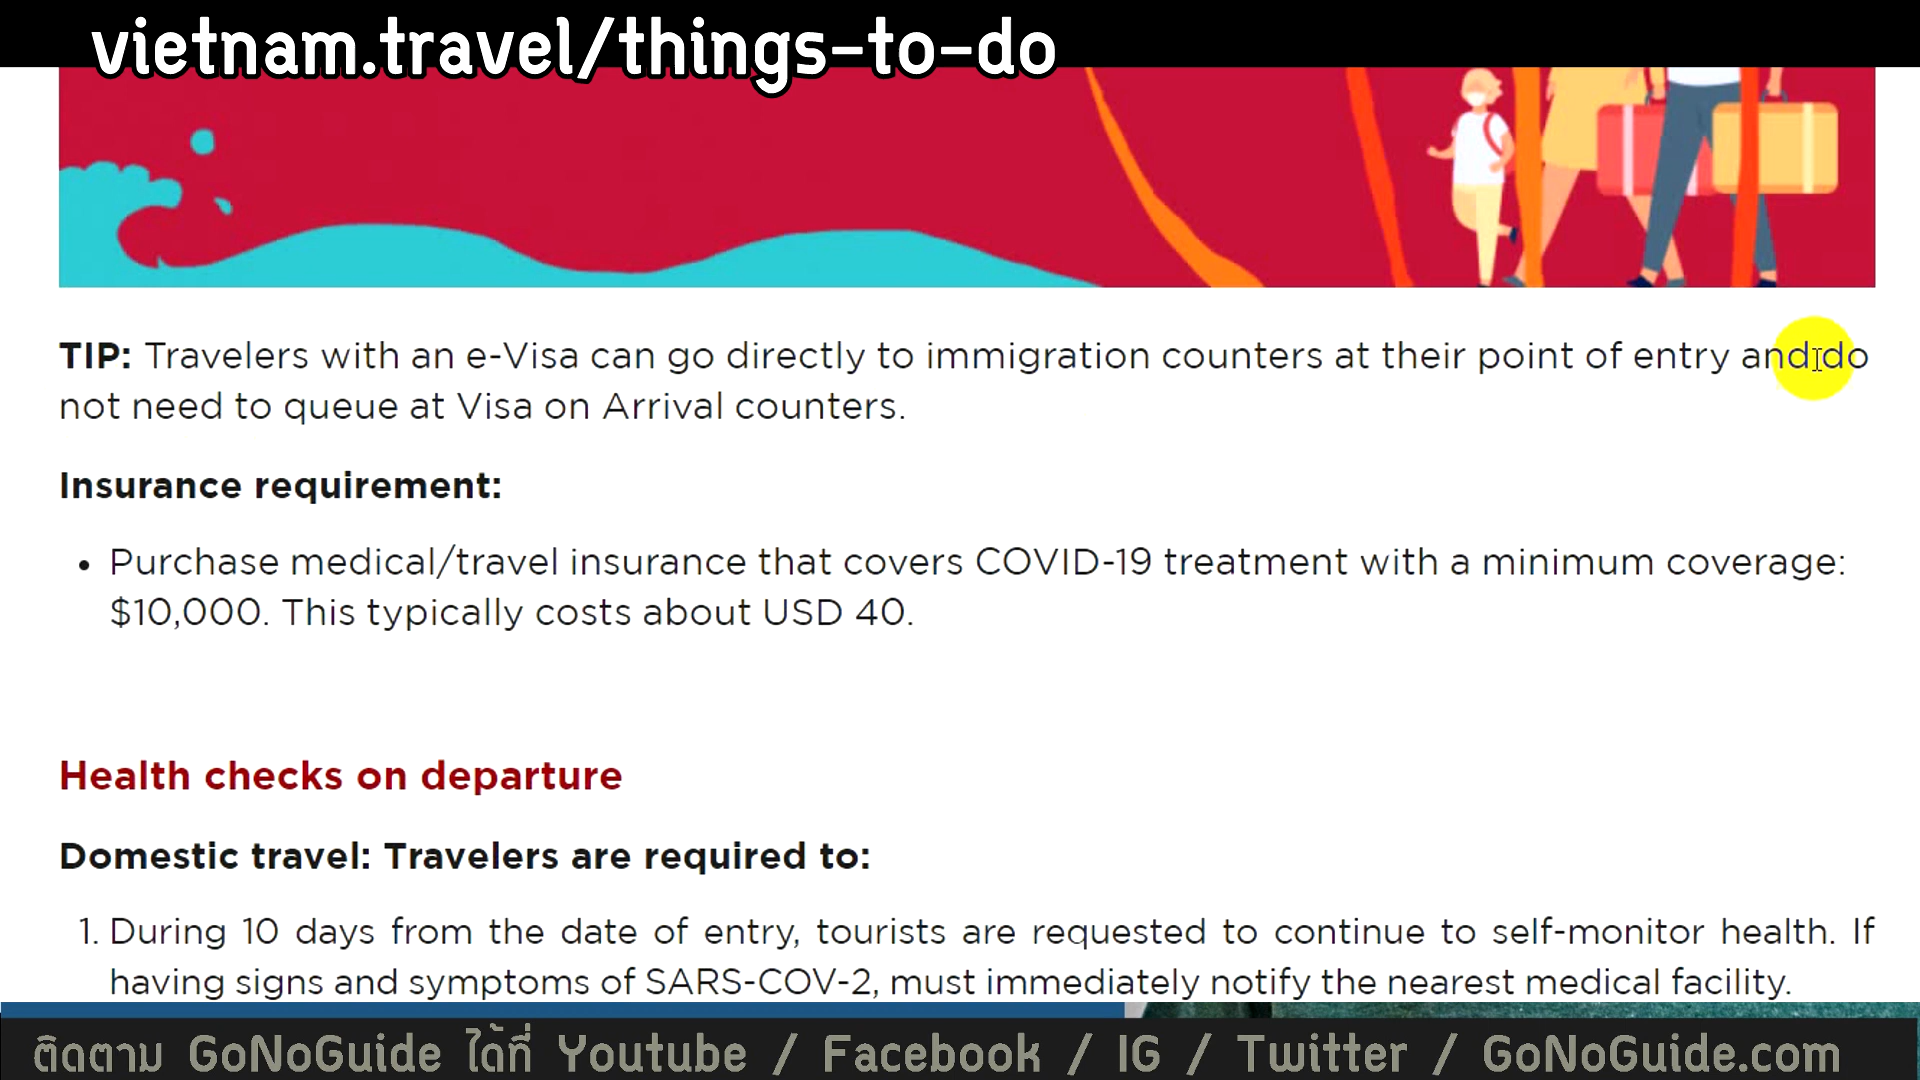 vietnam.travel/things-to-do
TIP: Travelers with an e-Visa can go directly to immigration counters at their point of entry and do
not need to queue at Visa on Arrival counters.
Insurance requirement:
• Purchase medical/travel insurance that covers COVID-19 treatment with a minimum coverage:
$10,000. This typically costs about USD 40.
Health checks on departure
Domestic travel: Travelers are required to:
1. During 10 days from the date of entry, tourists are requested to continue to self-monitor health. If
having signs and symptoms of SARS-COV-2, must immediately notify the nearest medical facility.
ติดตาม GoNoGuide ได้ที่ Youtube / Facebook / IG / Twitter / GoNoGuide.com